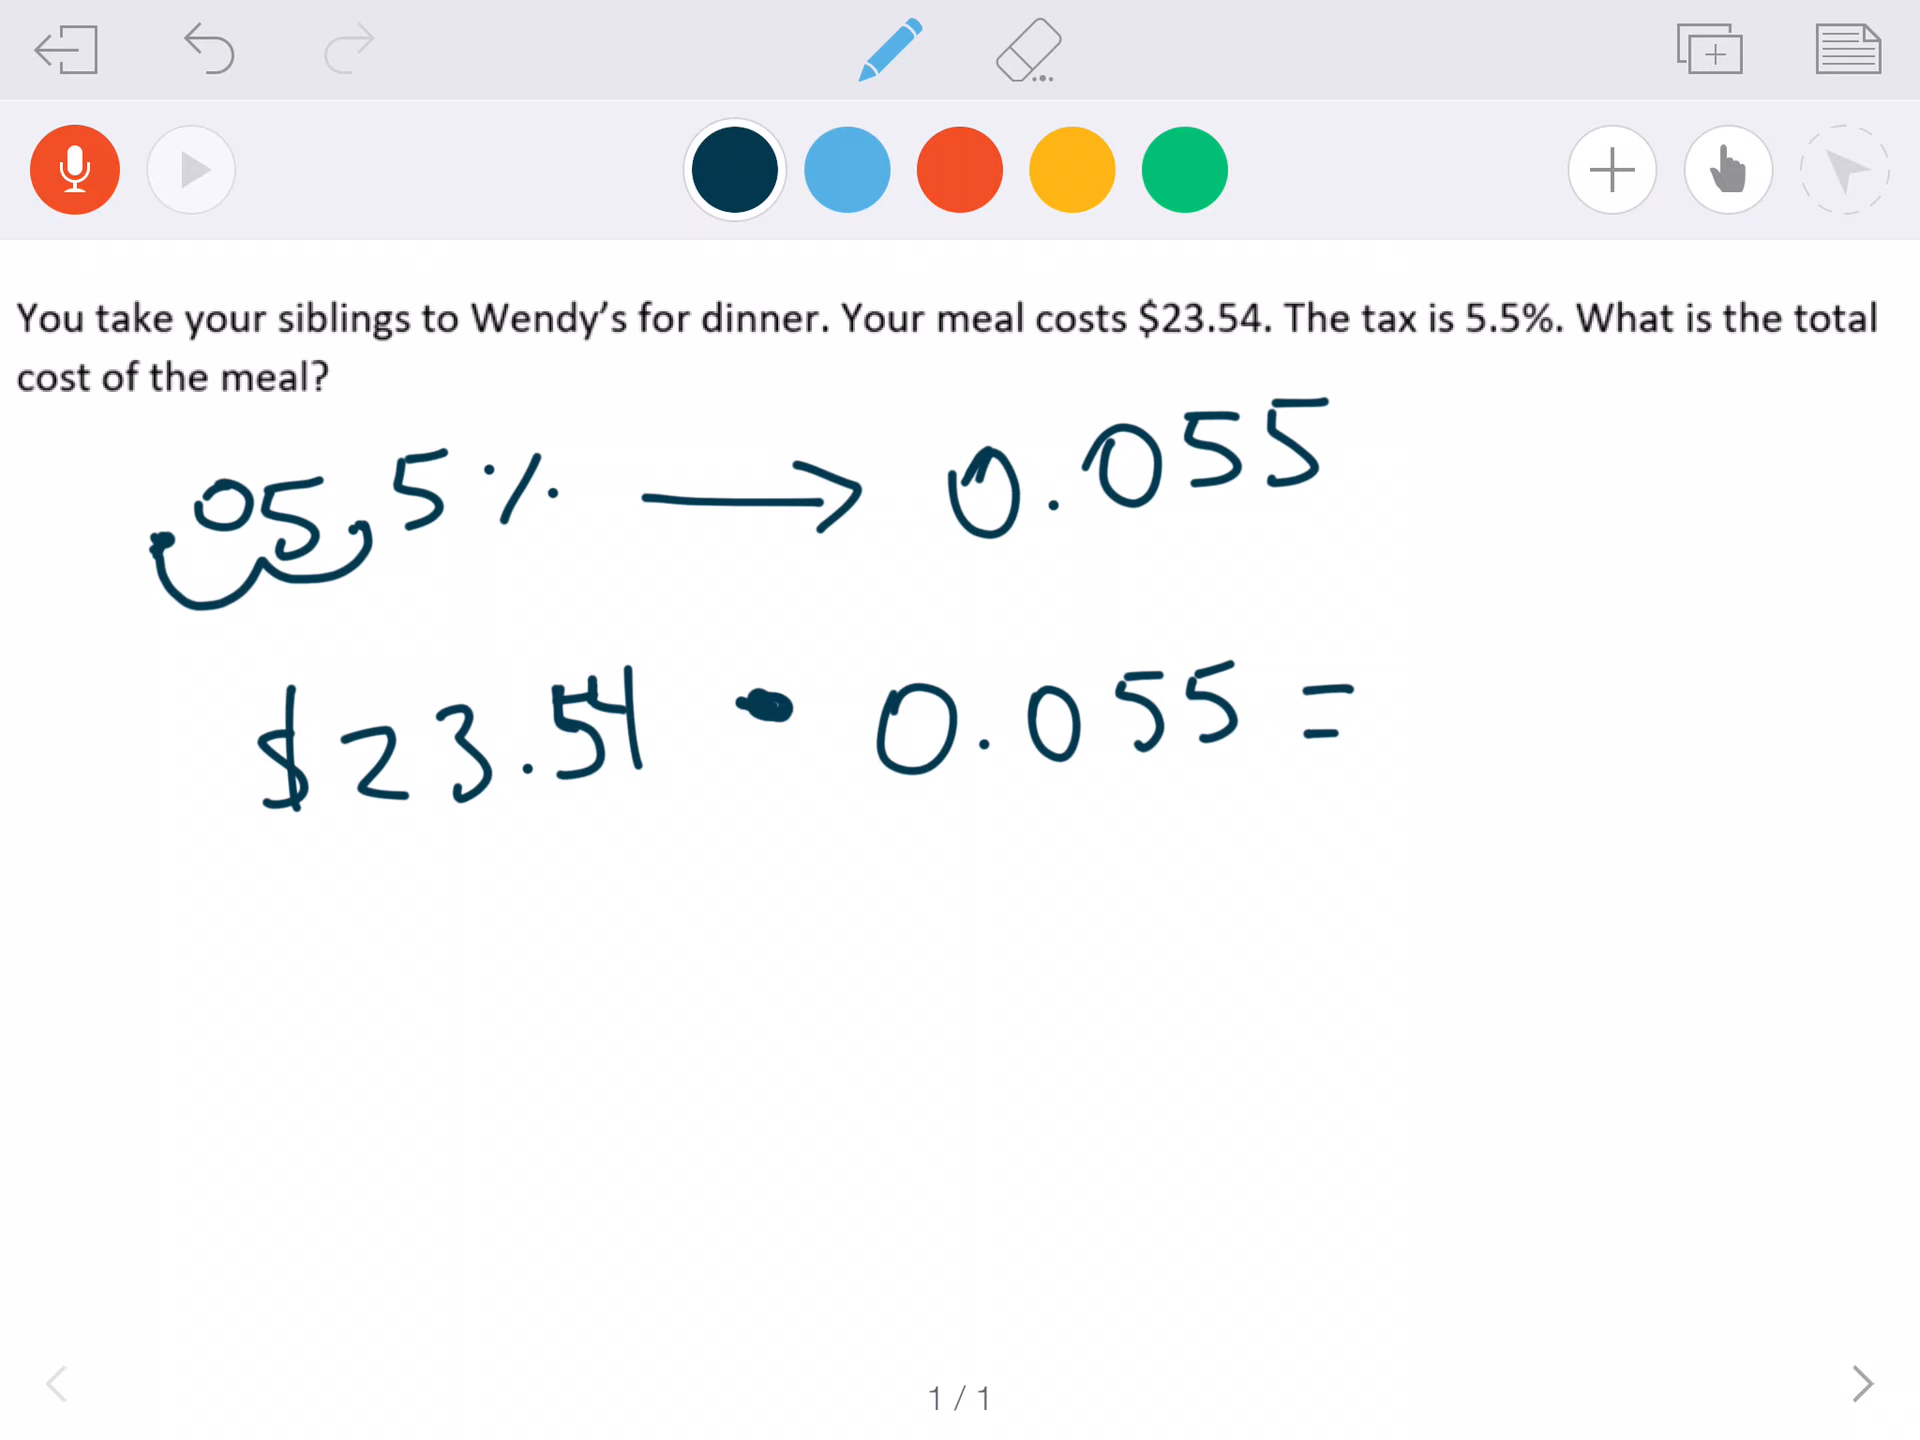 You take your siblings to Wendy’s for dinner. Your meal costs $23.54. The tax is 5.5%. What is the total
cost of the meal?
.05,5% → 0.055
$23.54 • 0.055 =
1 / 1